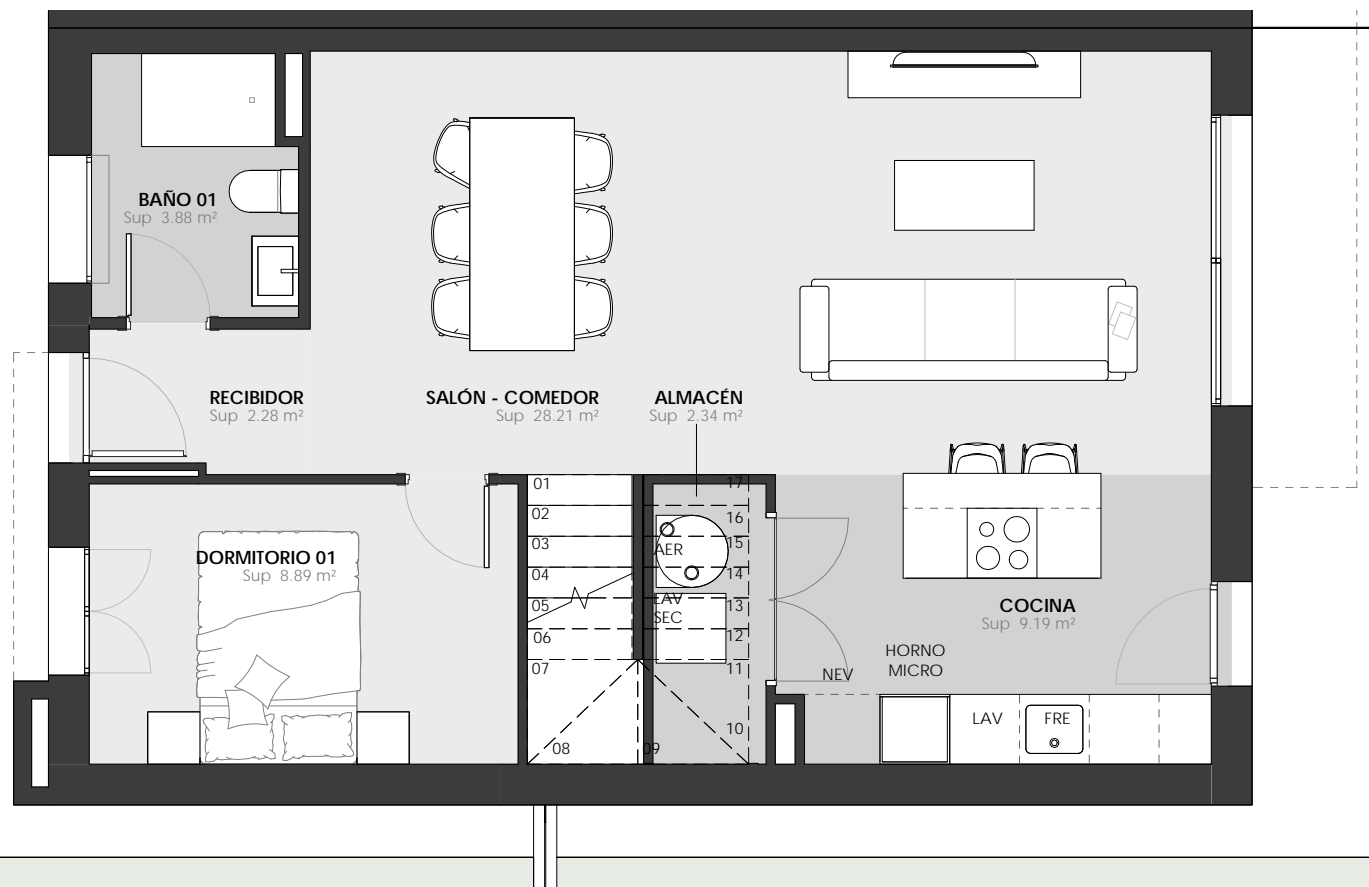 BAÑO 01
Sup 3.88 m²
RECIBIDOR
Sup 2.28 m²
SALÓN - COMEDOR
Sup 28.21 m²
ALMACÉN
Sup 2.34 m²
DORMITORIO 01
Sup 8.89 m²
01
02
03
04
05
06
07
08
09
10
11
12
13
14
15
16
17
AER
LAV
SEC
COCINA
Sup 9.19 m²
HORNO
MICRO
NEV
LAV
FRE